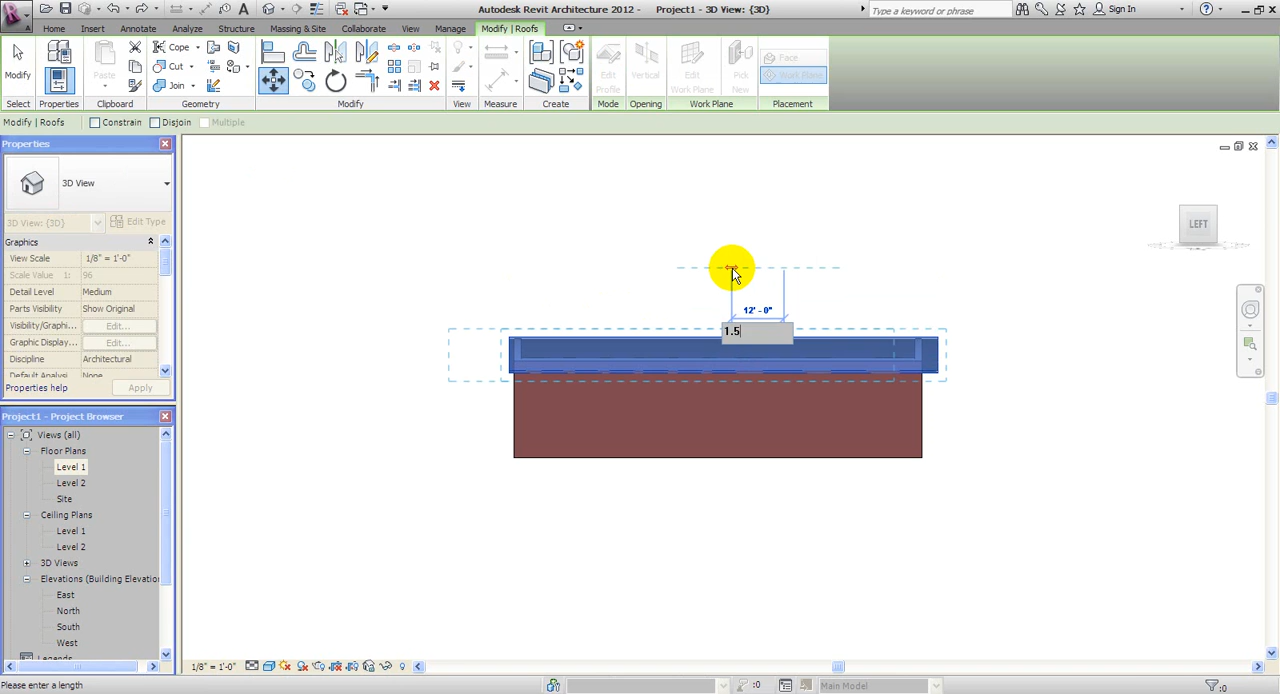 Autodesk Revit Architecture 2012 - Project1 - 3D View: {3D}
Type a keyword or phrase
Sign In
Home Insert Annotate Analyze Structure Massing & Site Collaborate View Manage Modify | Roofs
Modify
Paste
Cope
Cut
Join
Edit Profile
Vertical
Edit Work Plane
Pick New
Face
Work Plane
Select Properties Clipboard Geometry Modify View Measure Create Mode Opening Work Plane Placement
Modify | Roofs Constrain Disjoin Multiple
Properties
3D View
3D View: {3D} Edit Type
Graphics
View Scale 1/8" = 1'-0"
Scale Value 1: 96
Detail Level Medium
Parts Visibility Show Original
Visibility/Graphi... Edit...
Graphic Display... Edit...
Discipline Architectural
Default Analy... None
Properties help Apply
Project1 - Project Browser
Views (all)
Floor Plans
Level 1
Level 2
Site
Ceiling Plans
Level 1
Level 2
3D Views
Elevations (Building Elevation
East
North
South
West
Legends
LEFT
12' - 0"
1.5
1/8" = 1'-0"
Please enter a length
:0
Main Model
:0